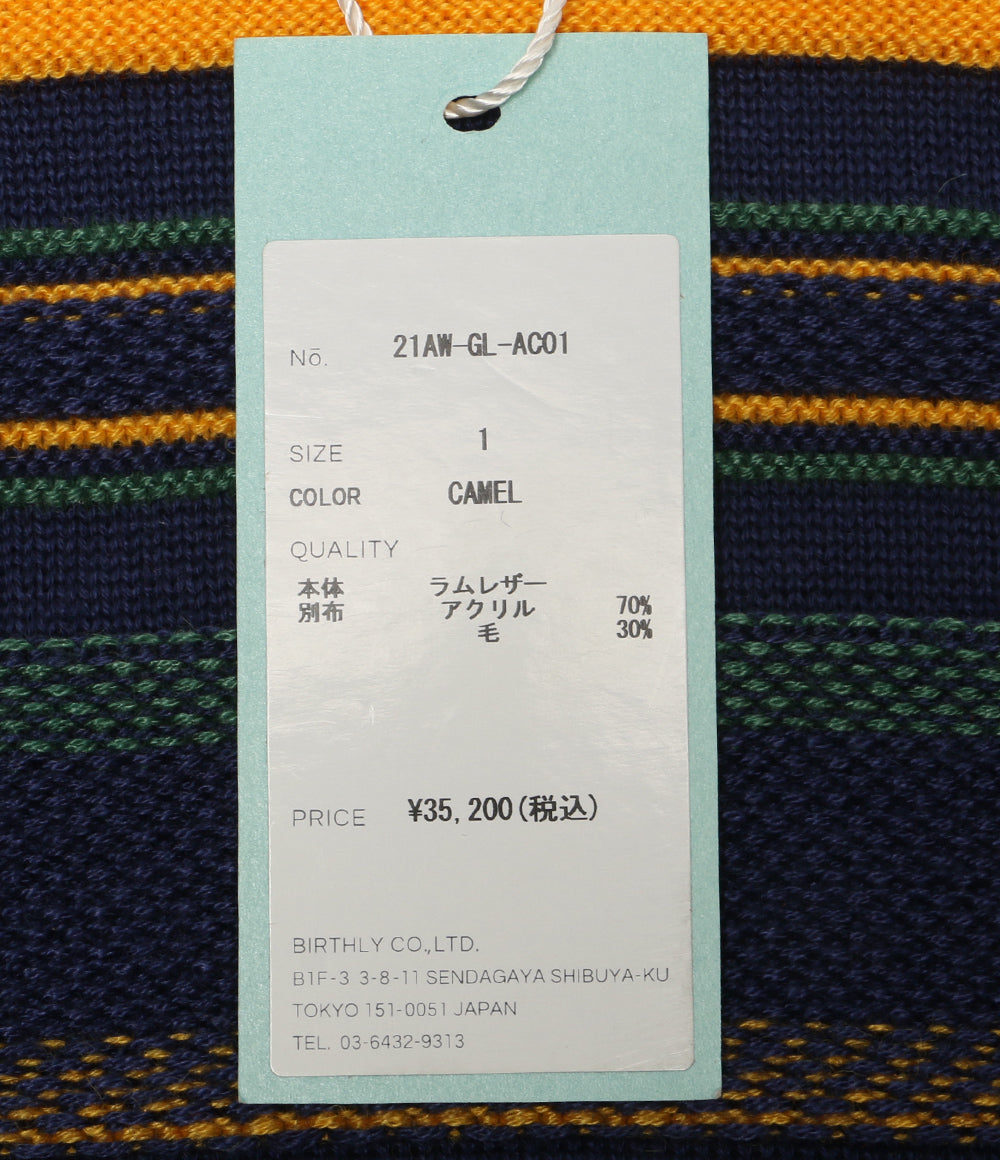 Nō. 21AW-GL-AC01
SIZE 1
COLOR CAMEL
QUALITY
本体 ラムレザー
別布 アクリル 70%
毛 30%
PRICE ¥35,200(税込)
BIRTHLY CO.,LTD.
B1F-3 3-8-11 SENDAGAYA SHIBUYA-KU
TOKYO 151-0051 JAPAN
TEL. 03-6432-9313